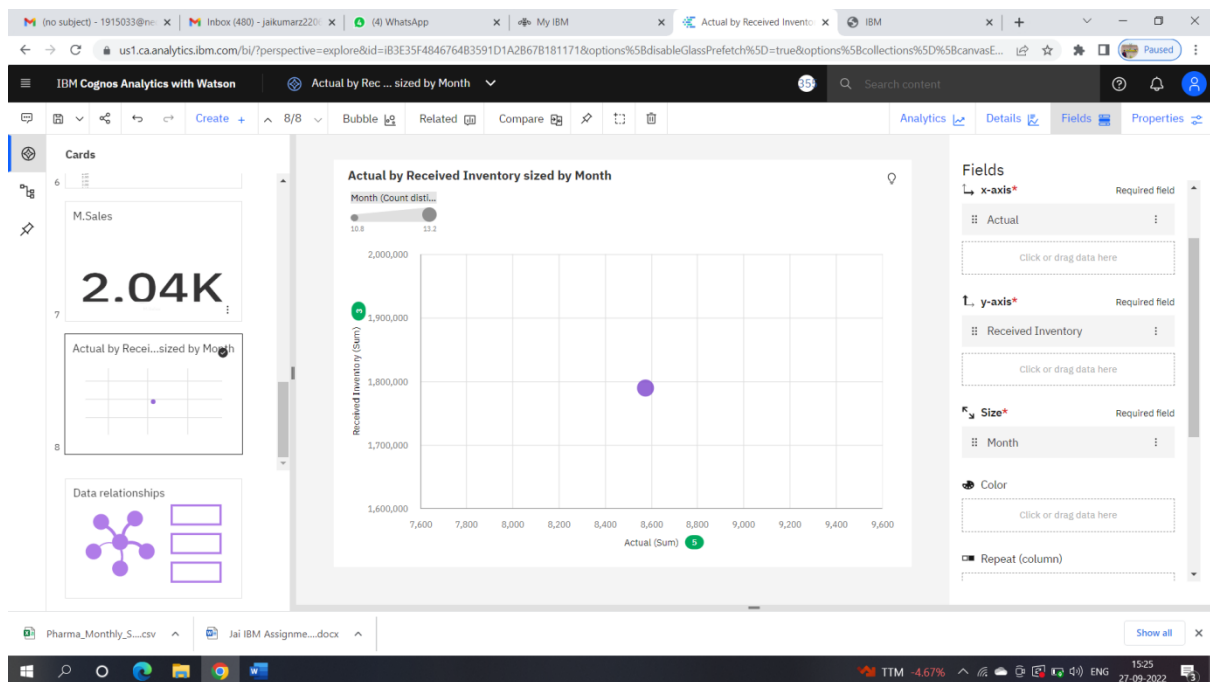 (no subject) - 1915033@nec
Inbox (480) - jaikumarz220
(4) WhatsApp
My IBM
Actual by Received Invento
IBM
us1.ca.analytics.ibm.com/bi/?perspective=explore&id=iB3E35F4846764B3591D1A2B67B181171&options%5BdisableGlassPrefetch%5D=true&options%5Bcollections%5D%5BcanvasE...
Paused
IBM Cognos Analytics with Watson
Actual by Rec ... sized by Month
Search content
Create +
8/8
Bubble
Related
Compare
Analytics
Details
Fields
Properties
Cards
6
M.Sales
2.04K
7
Actual by Recei...sized by Month
8
Data relationships
Actual by Received Inventory sized by Month
Month (Count disti...
10.8 13.2
2,000,000
1,900,000
1,800,000
1,700,000
1,600,000
Received Inventory (Sum) 3
7,600 7,800 8,000 8,200 8,400 8,600 8,800 9,000 9,200 9,400 9,600
Actual (Sum) 5
Fields
x-axis* Required field
Actual
Click or drag data here
y-axis* Required field
Received Inventory
Click or drag data here
Size* Required field
Month
Color
Click or drag data here
Repeat (column)
Pharma_Monthly_S....csv
Jai IBM Assignme....docx
Show all
TTM -4.67%
ENG
15:25
27-09-2022
3